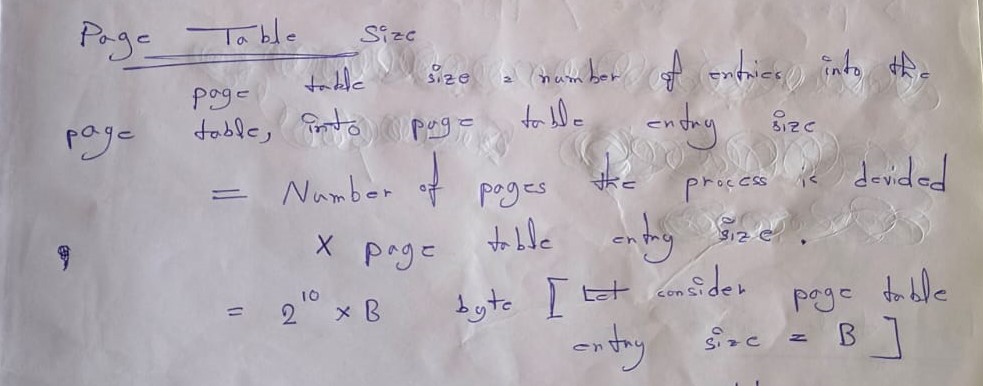 Page Table Size
page table size = number of entries into the
page table, into page table entry size
= Number of pages the process is devided
X page table entry size.
= 2^10 x B byte [Let consider page table
entry size = B]